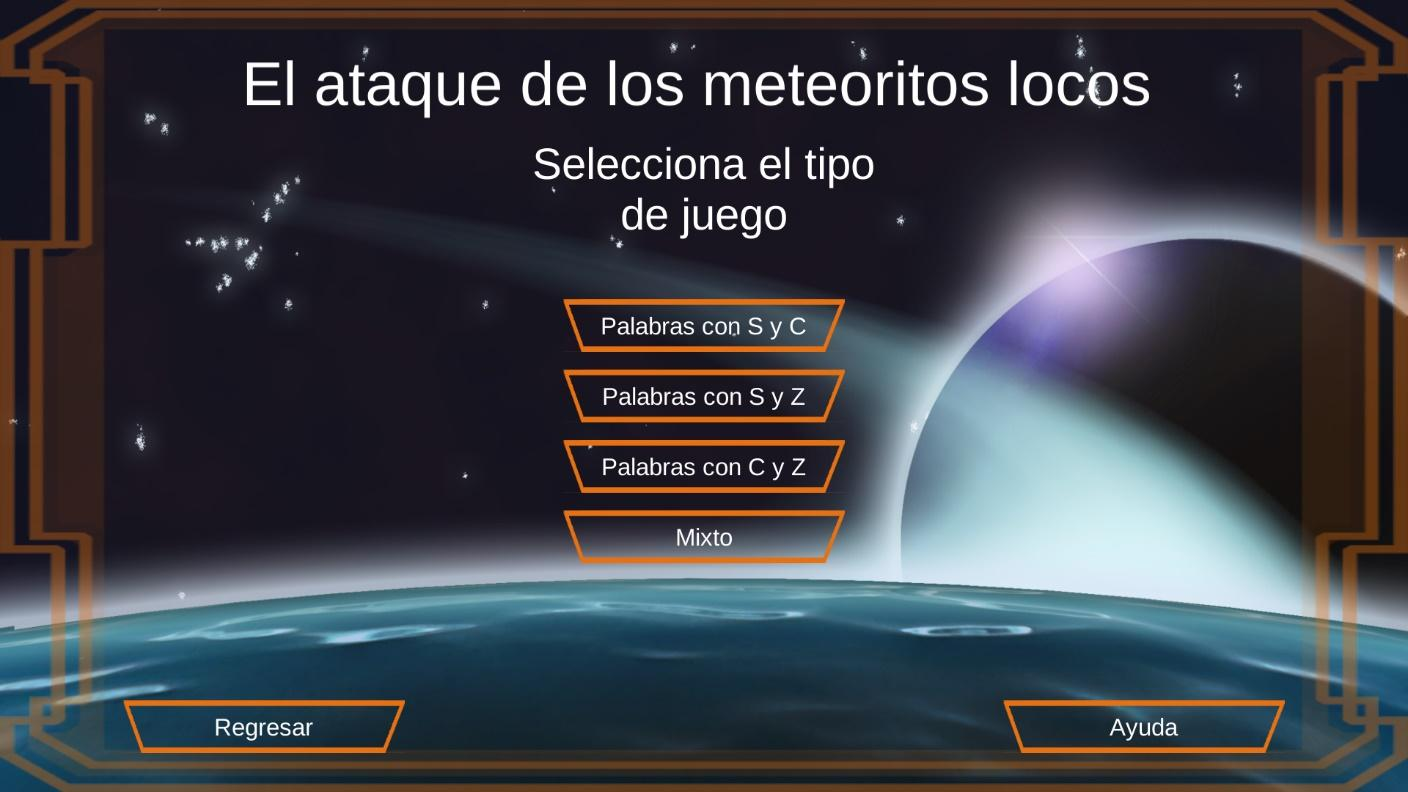 El ataque de los meteoritos locos
Selecciona el tipo
de juego
Palabras con S y C
Palabras con S y Z
Palabras con C y Z
Mixto
Regresar
Ayuda